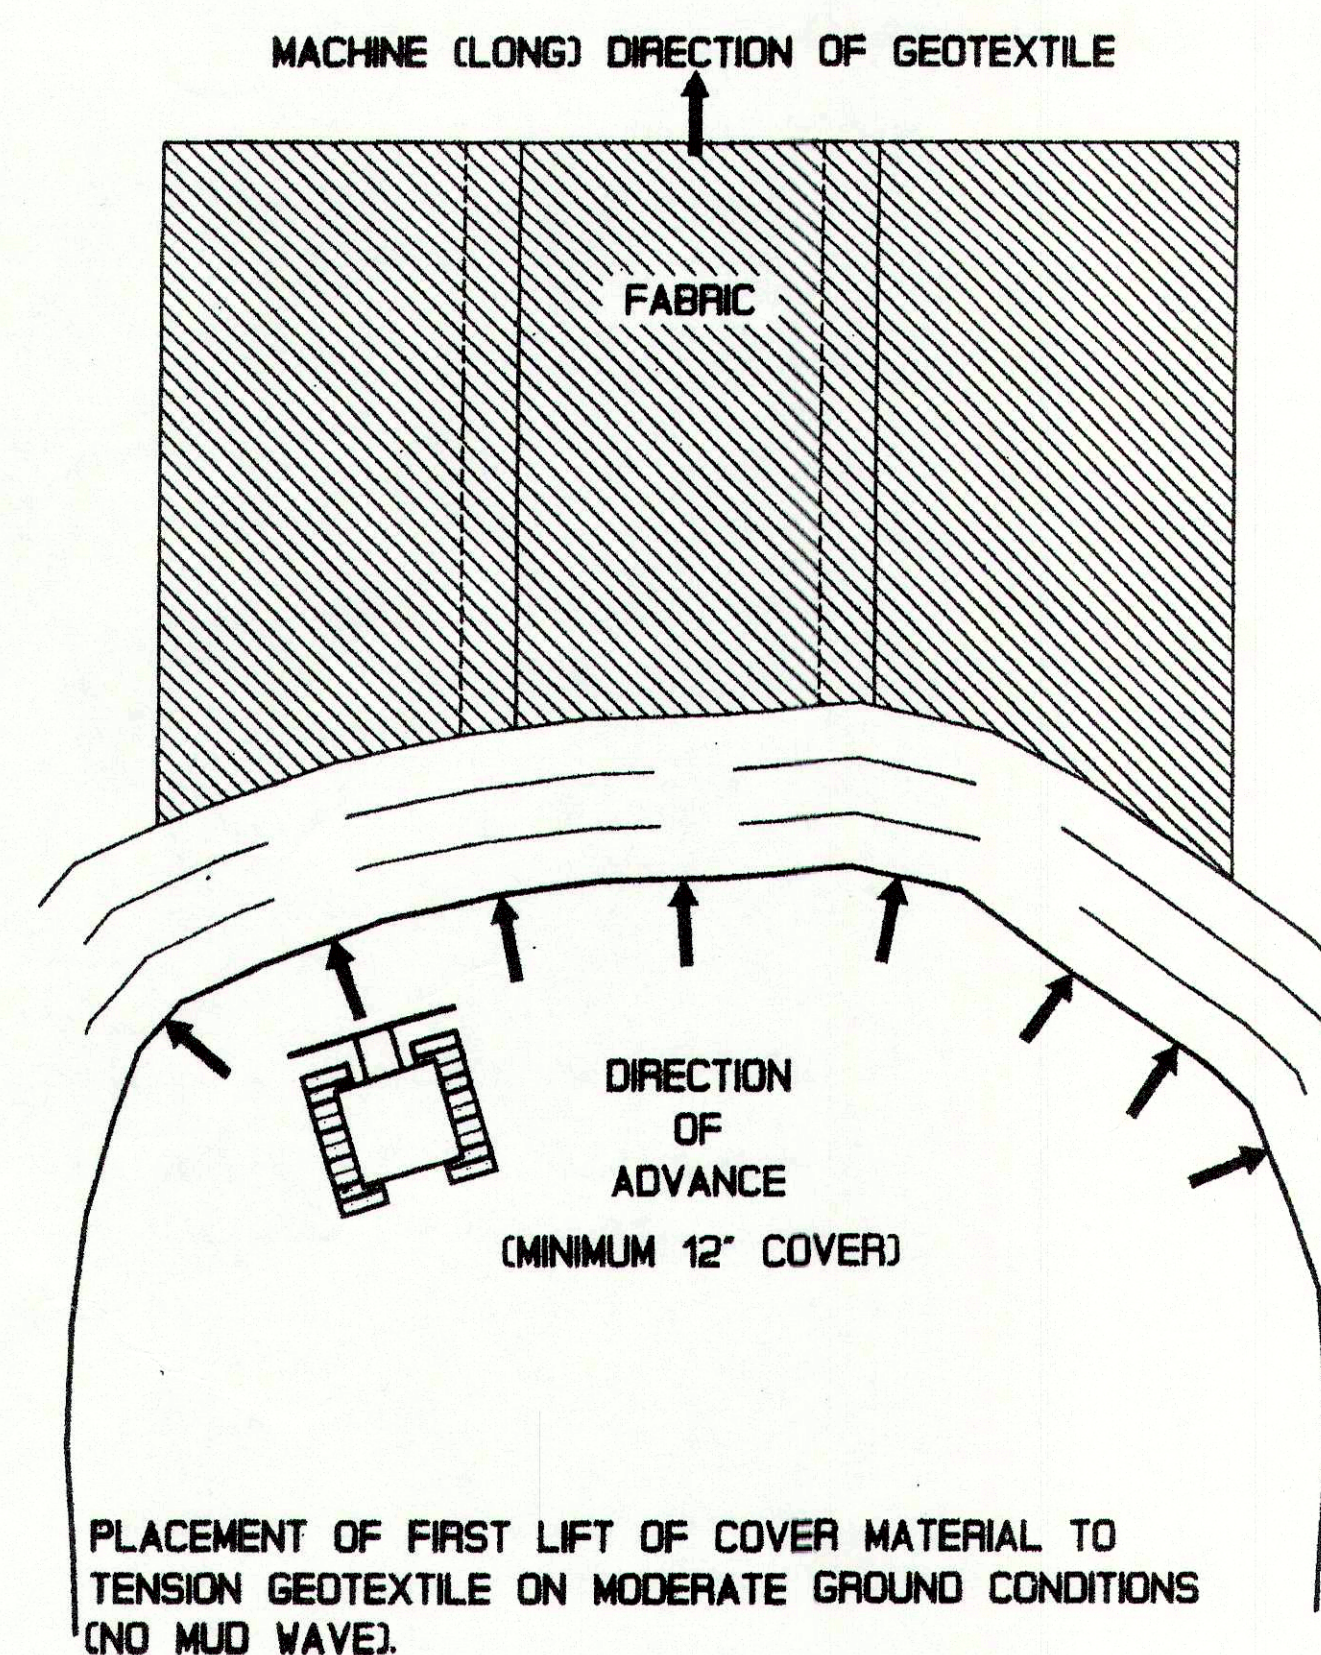 MACHINE (LONG) DIRECTION OF GEOTEXTILE
FABRIC
DIRECTION
OF
ADVANCE
(MINIMUM 12" COVER)
PLACEMENT OF FIRST LIFT OF COVER MATERIAL TO
TENSION GEOTEXTILE ON MODERATE GROUND CONDITIONS
(NO MUD WAVE).